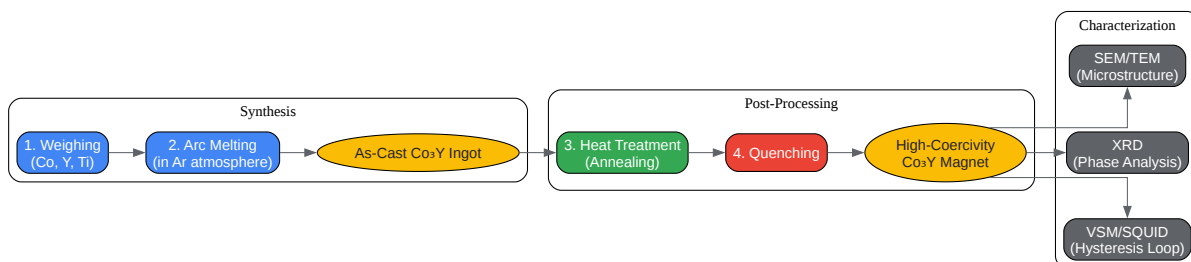 Synthesis
1. Weighing
(Co, Y, Ti)
2. Arc Melting
(in Ar atmosphere)
As-Cast Co₃Y Ingot
Post-Processing
3. Heat Treatment
(Annealing)
4. Quenching
High-Coercivity
Co₃Y Magnet
Characterization
SEM/TEM
(Microstructure)
XRD
(Phase Analysis)
VSM/SQUID
(Hysteresis Loop)